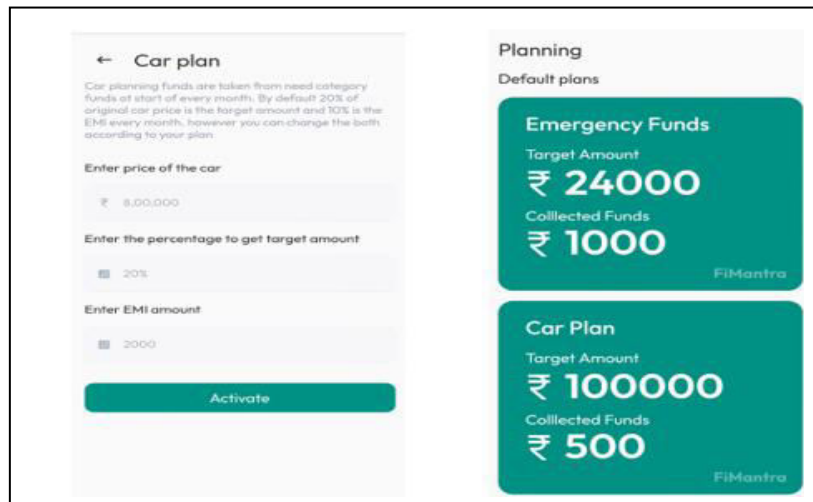 ← Car plan
Car planning funds are taken from need category
funds at start of every month. By default 20% of
original car price is the target amount and 10% is the
EMI every month, however you can change the both
according to your plan
Enter price of the car
₹ 8,00,000
Enter the percentage to get target amount
20%
Enter EMI amount
2000
Activate
Planning
Default plans
Emergency Funds
Target Amount
₹ 24000
Colllected Funds
₹ 1000
FiMantra
Car Plan
Target Amount
₹ 100000
Colllected Funds
₹ 500
FiMantra